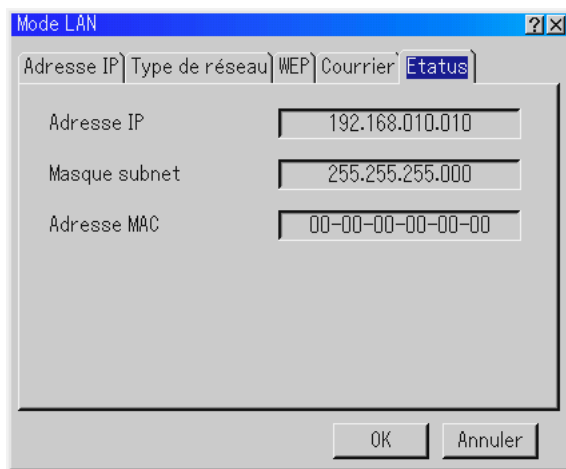 Mode LAN
Adresse IP Type de réseau WEP Courrier Etatus
Adresse IP 192.168.010.010
Masque subnet 255.255.255.000
Adresse MAC 00-00-00-00-00-00
OK Annuler